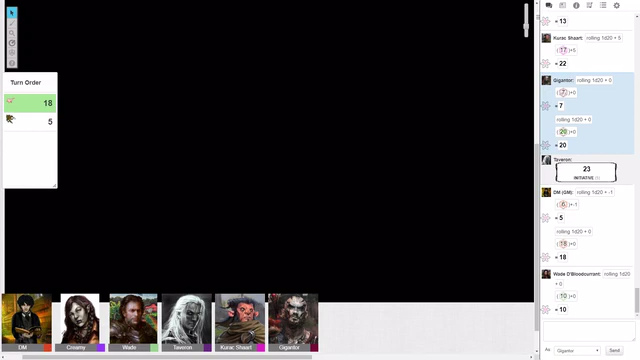 Turn Order
18
5
DM
Creamy
Wade
Taveron
Kurac Shaart
Gigantor
= 13
Kurac Shaart: rolling 1d20 + 5
(17)+5
= 22
Gigantor: rolling 1d20 + 0
(7)+0
= 7
rolling 1d20 + 0
(20)+0
= 20
Taveron:
23
INITIATIVE
DM (GM): rolling 1d20 + -1
(6)+-1
= 5
rolling 1d20 + 0
(18)+0
= 18
Wade D'Bloodcurrant: rolling 1d20
+ 0
(10)+0
= 10
As:
Gigantor
Send